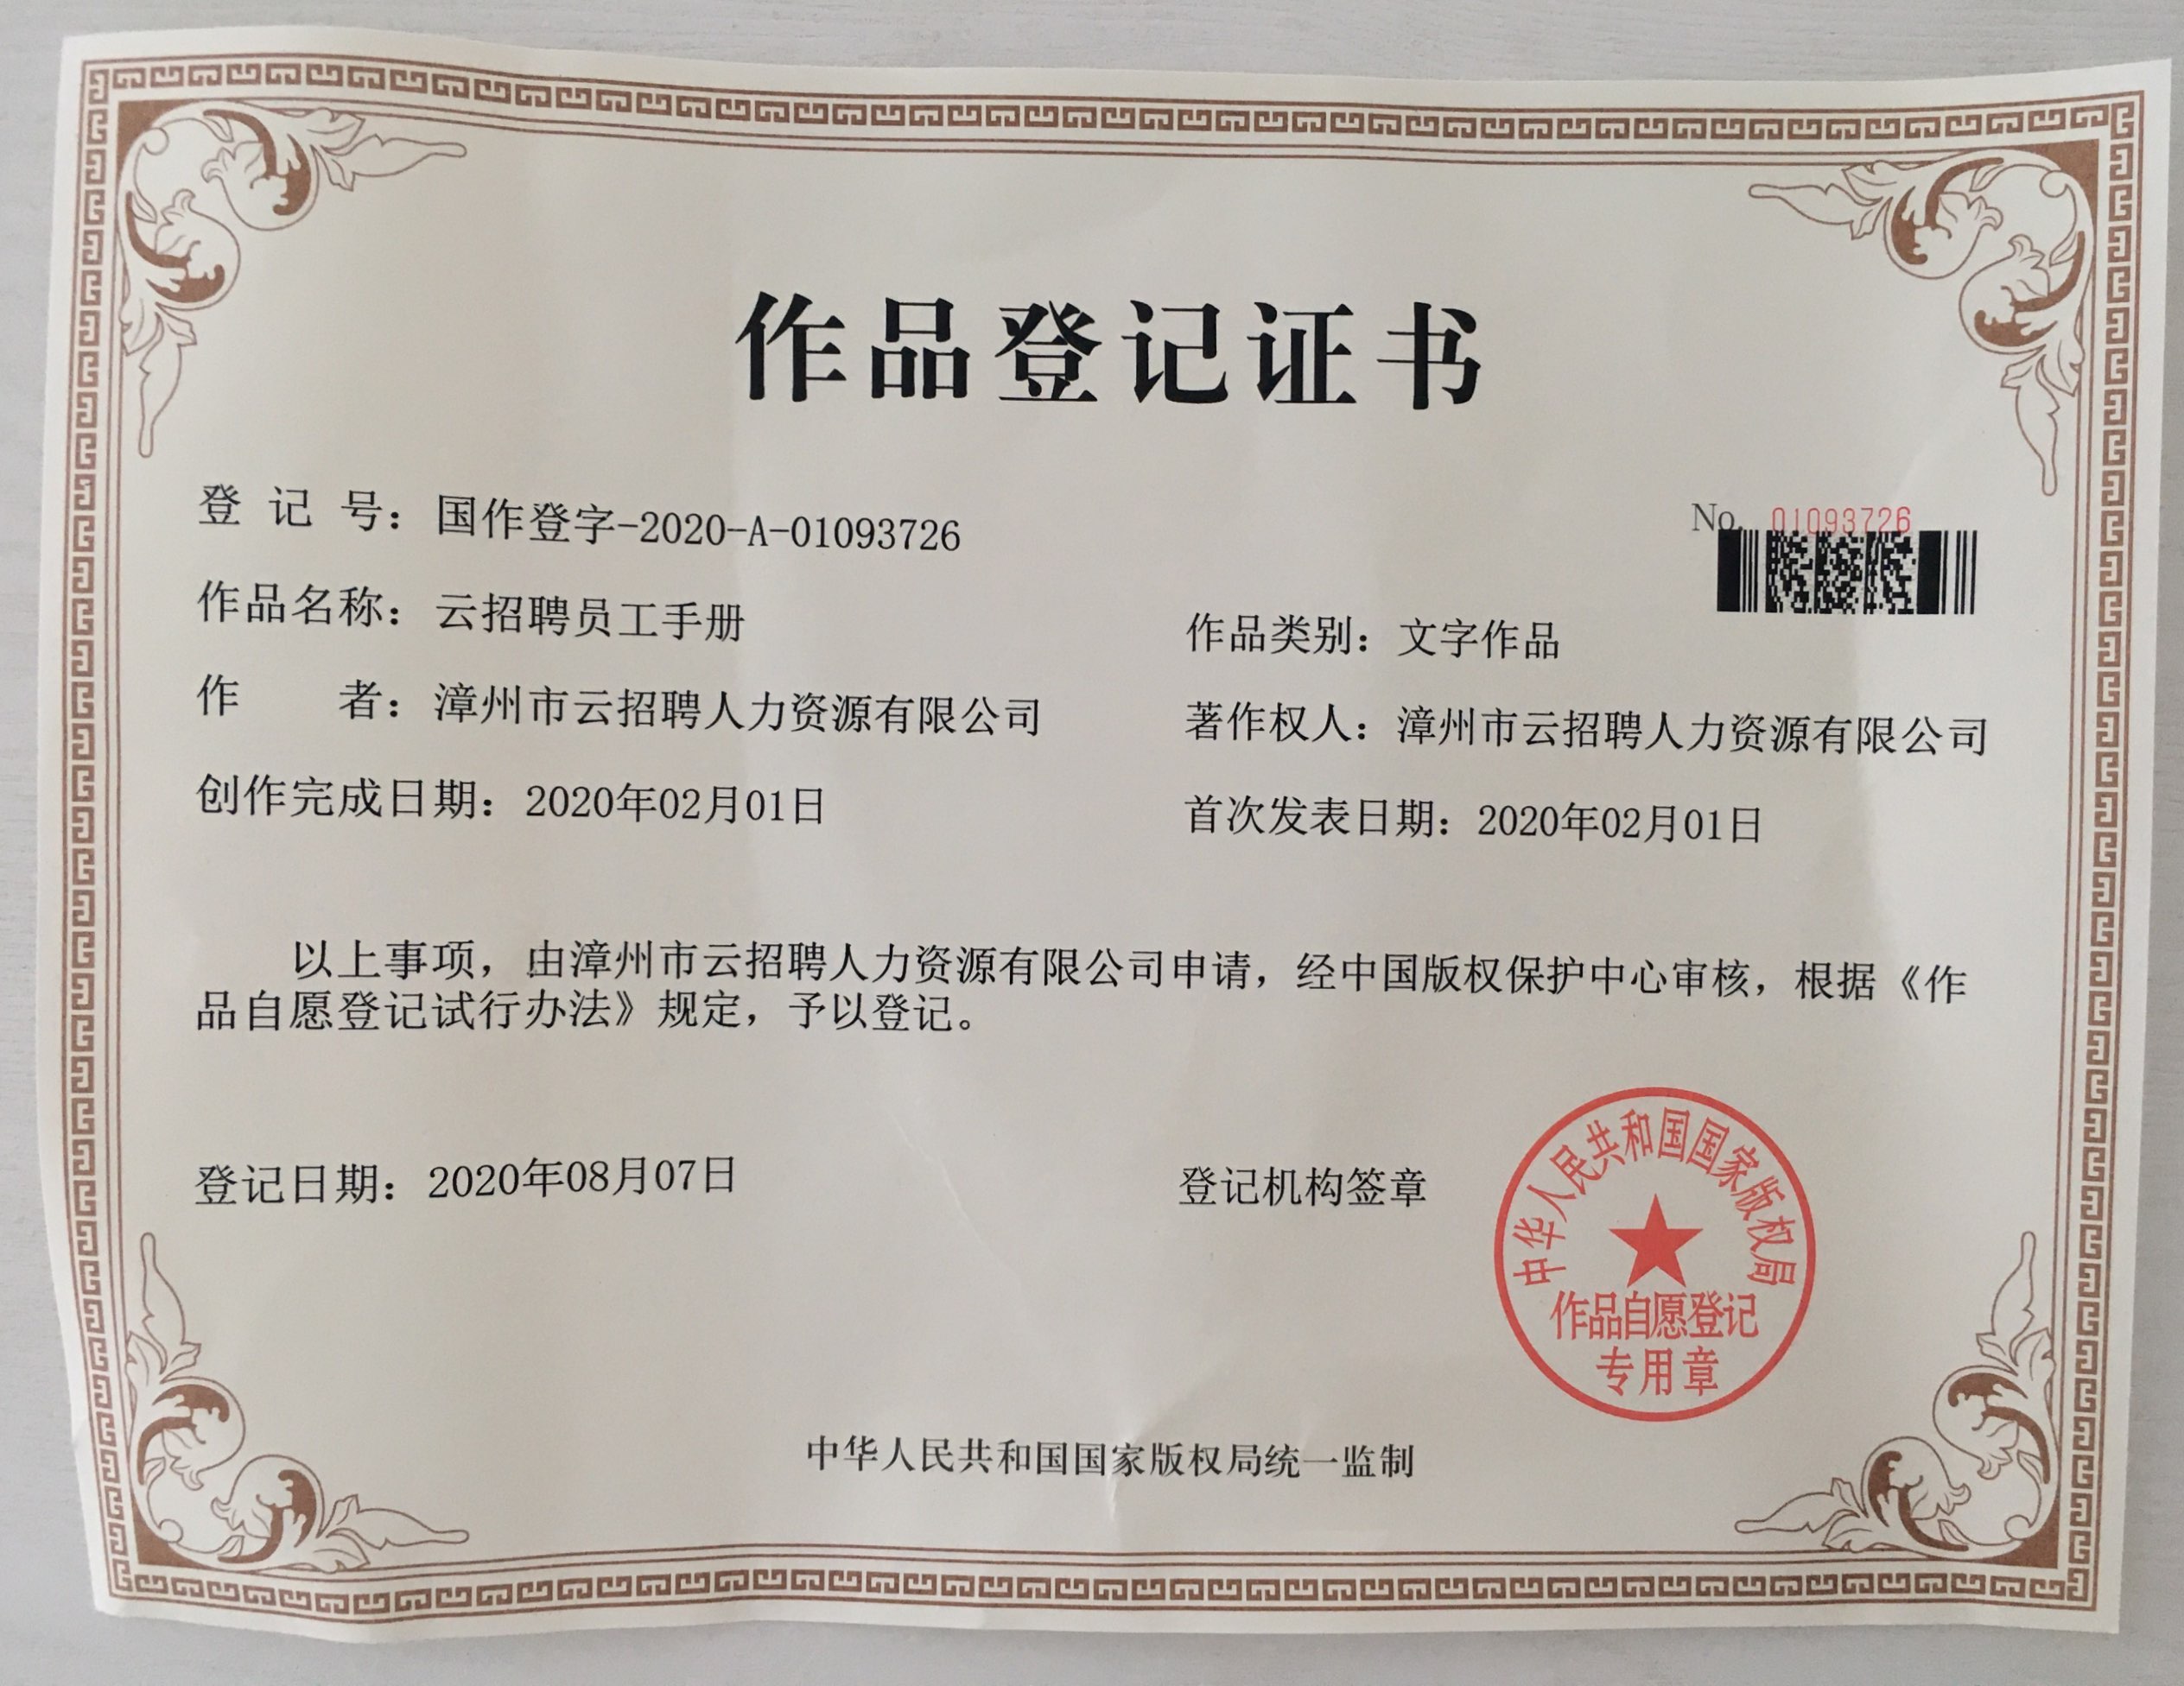 作品登记证书
No. 01093726
登 记 号：国作登字-2020-A-01093726
作品名称：云招聘员工手册
作品类别：文字作品
作 者：漳州市云招聘人力资源有限公司
著作权人：漳州市云招聘人力资源有限公司
创作完成日期：2020年02月01日
首次发表日期：2020年02月01日
以上事项，由漳州市云招聘人力资源有限公司申请，经中国版权保护中心审核，根据《作
品自愿登记试行办法》规定，予以登记。
登记日期：2020年08月07日
登记机构签章
中华人民共和国国家版权局
作品自愿登记
专用章
中华人民共和国国家版权局统一监制